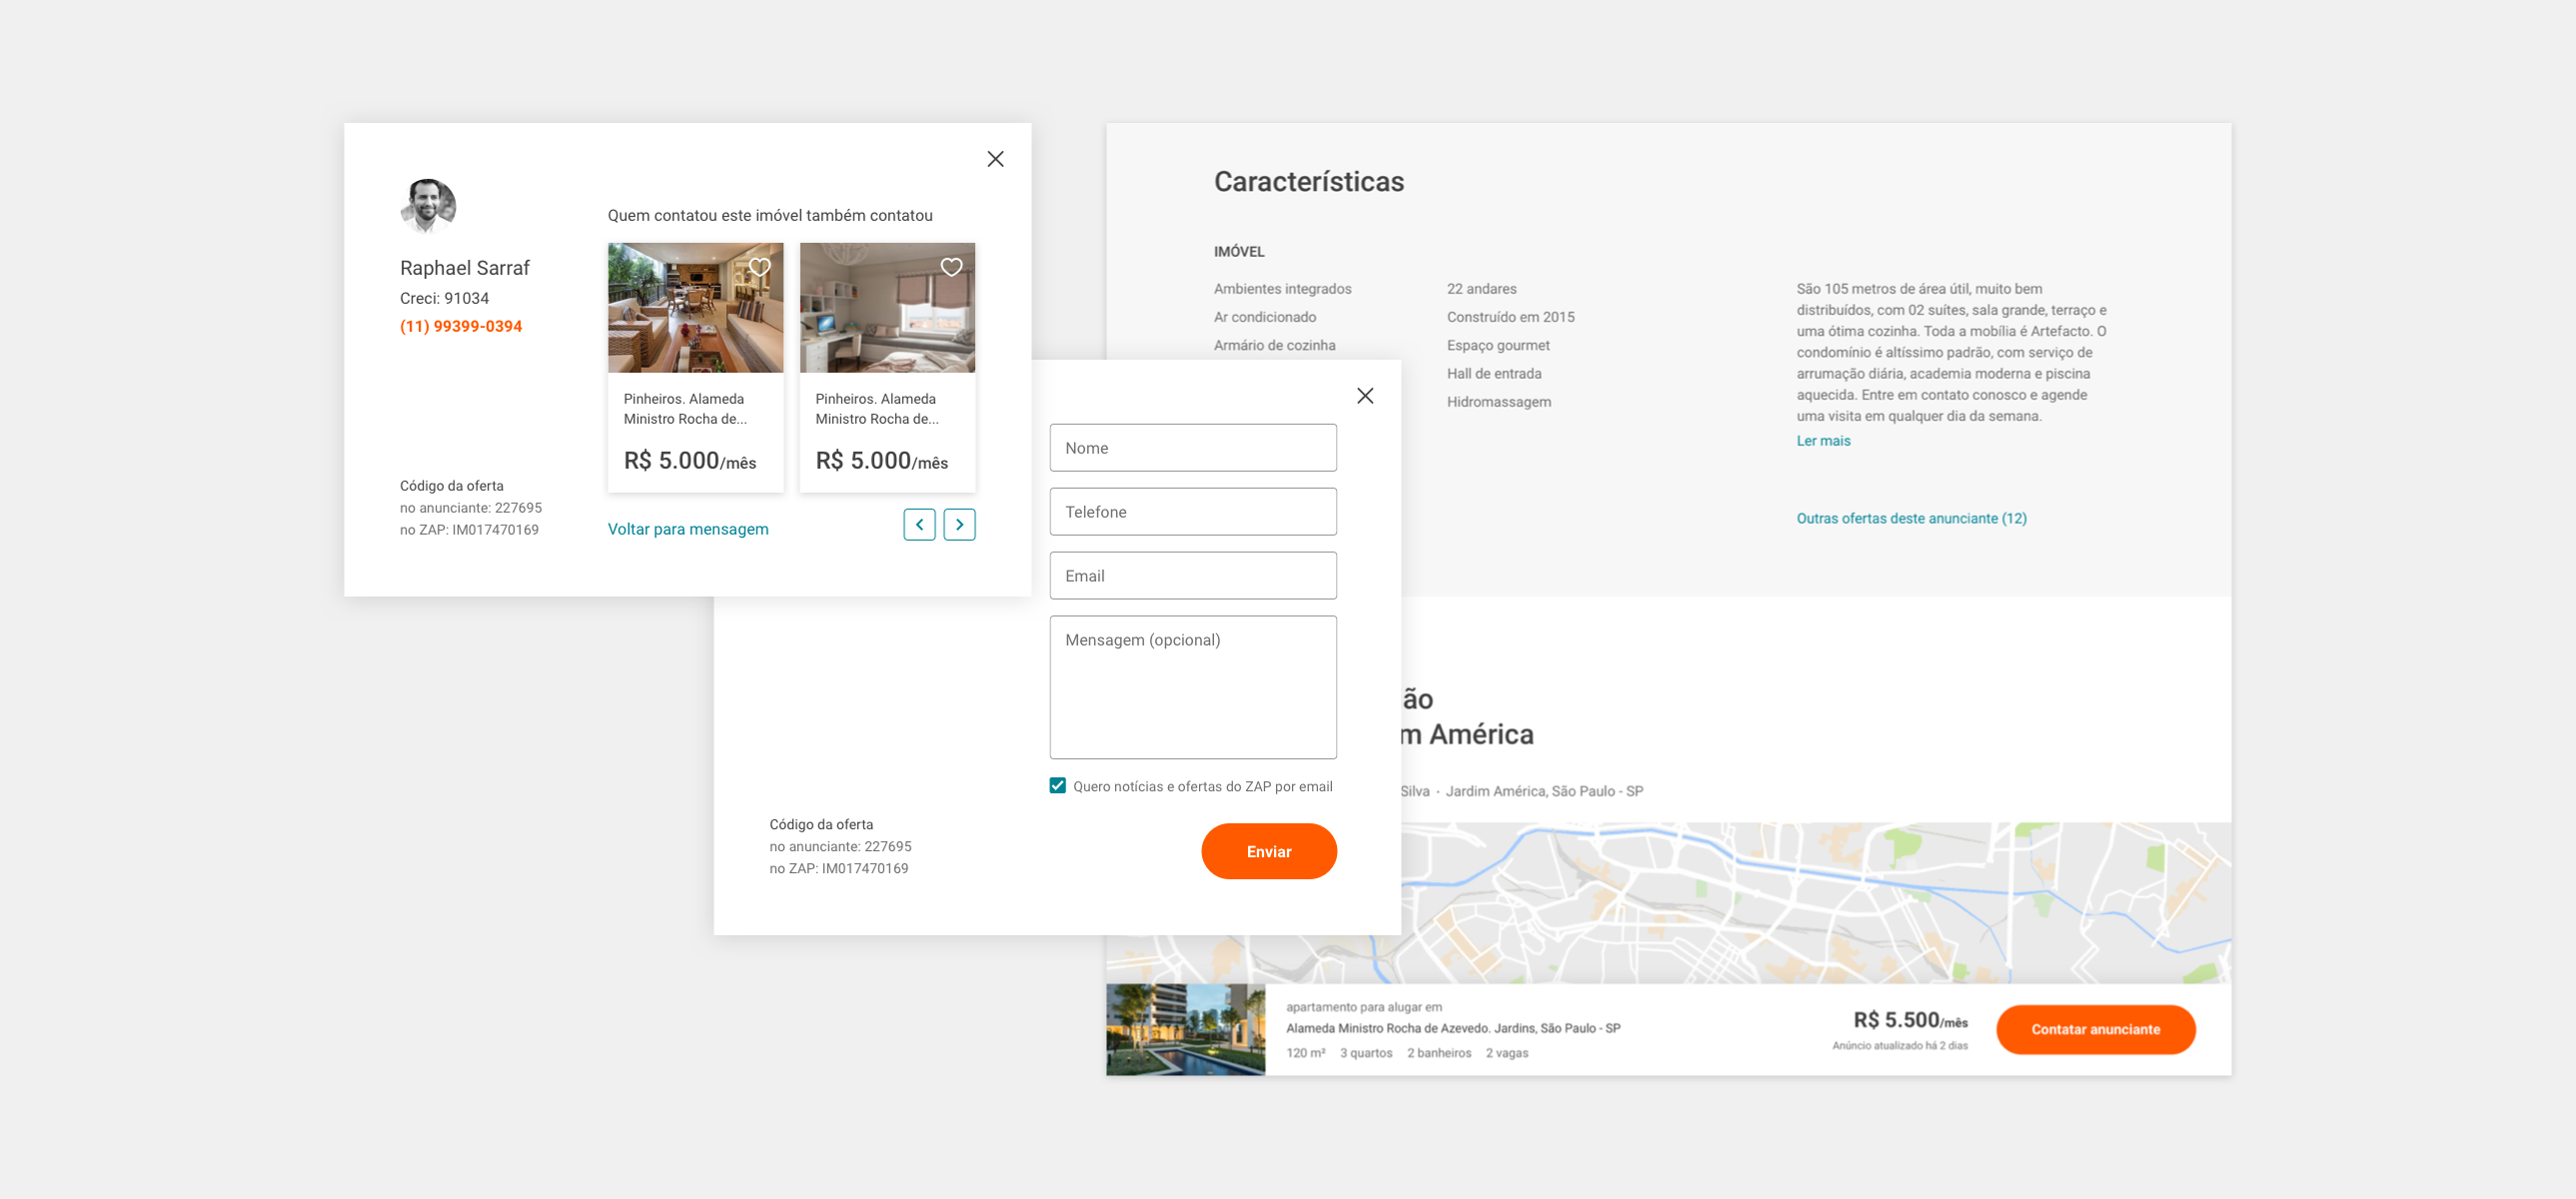 Raphael Sarraf
Creci: 91034
(11) 99399-0394
Código da oferta
no anunciante: 227695
no ZAP: IM017470169
Quem contatou este imóvel também contatou
Pinheiros. Alameda
Ministro Rocha de...
R$ 5.000/mês
Pinheiros. Alameda
Ministro Rocha de...
R$ 5.000/mês
Voltar para mensagem
Nome
Telefone
Email
Mensagem (opcional)
Quero notícias e ofertas do ZAP por email
Código da oferta
no anunciante: 227695
no ZAP: IM017470169
Enviar
Características
IMÓVEL
Ambientes integrados
Ar condicionado
Armário de cozinha
22 andares
Construído em 2015
Espaço gourmet
Hall de entrada
Hidromassagem
São 105 metros de área útil, muito bem
distribuídos, com 02 suítes, sala grande, terraço e
uma ótima cozinha. Toda a mobília é Artefacto. O
condomínio é altíssimo padrão, com serviço de
arrumação diária, academia moderna e piscina
aquecida. Entre em contato conosco e agende
uma visita em qualquer dia da semana.
Ler mais
Outras ofertas deste anunciante (12)
ão
m América
Silva · Jardim América, São Paulo - SP
apartamento para alugar em
Alameda Ministro Rocha de Azevedo. Jardins, São Paulo - SP
120 m² 3 quartos 2 banheiros 2 vagas
R$ 5.500/mês
Anúncio atualizado há 2 dias
Contatar anunciante